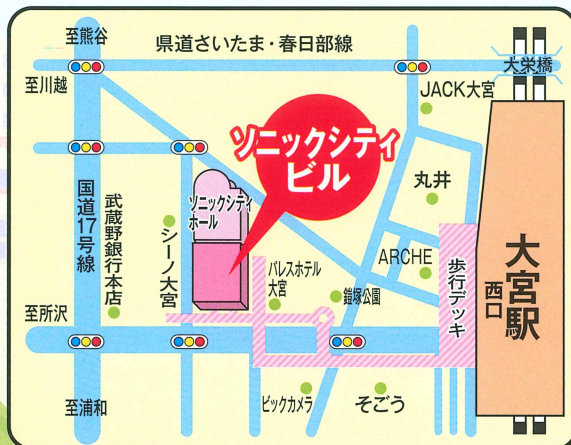 至熊谷
県道さいたま・春日部線
大栄橋
至川越
JACK大宮
ソニックシティ
ビル
丸井
ソニックシティ
ホール
国道17号線
武蔵野銀行本店
シーノ大宮
パレスホテル
大宮
ARCHE
鐘塚公園
歩行デッキ
大宮駅
西口
至所沢
至浦和
ビックカメラ
そごう